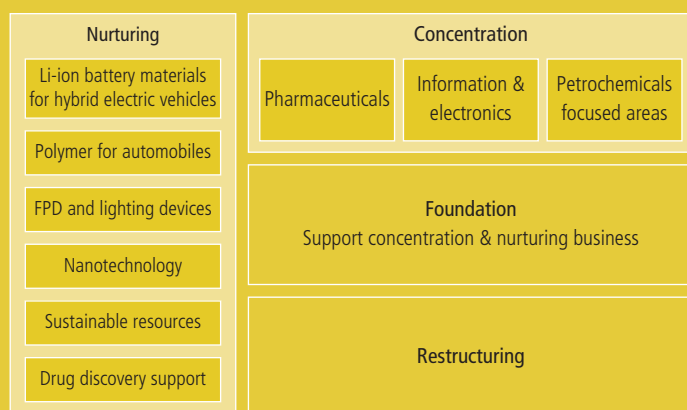 Nurturing
Li-ion battery materials
for hybrid electric vehicles
Polymer for automobiles
FPD and lighting devices
Nanotechnology
Sustainable resources
Drug discovery support
Concentration
Pharmaceuticals
Information &
electronics
Petrochemicals
focused areas
Foundation
Support concentration & nurturing business
Restructuring